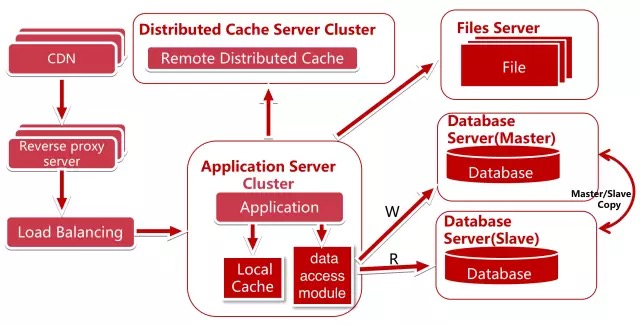 CDN
Reverse proxy
server
Load Balancing
Distributed Cache Server Cluster
Remote Distributed Cache
Application Server
Cluster
Application
Local
Cache
data
access
module
Files Server
File
W
R
Database
Server(Master)
Database
Master/Slave
Copy
Database
Server(Slave)
Database